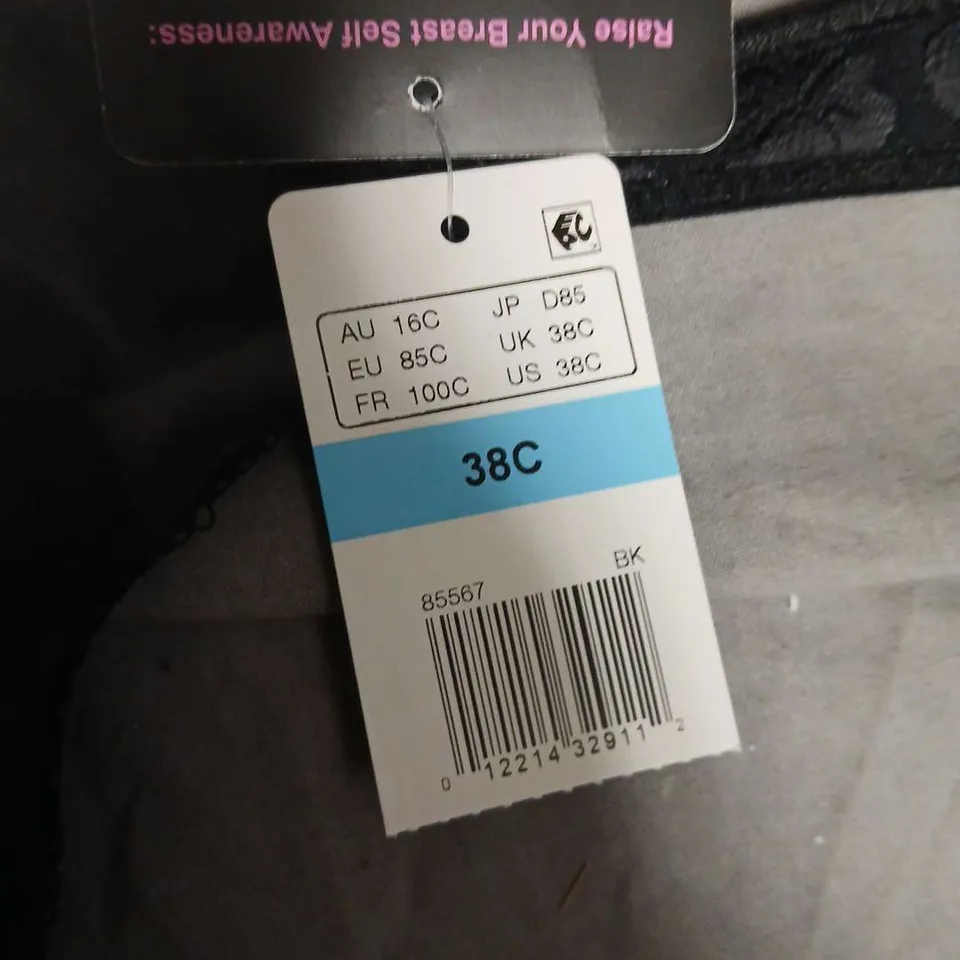 Raise Your Breast Self Awareness:
AU 16C JP D85
EU 85C UK 38C
FR 100C US 38C
38C
85567 BK
0 12214 32911 2